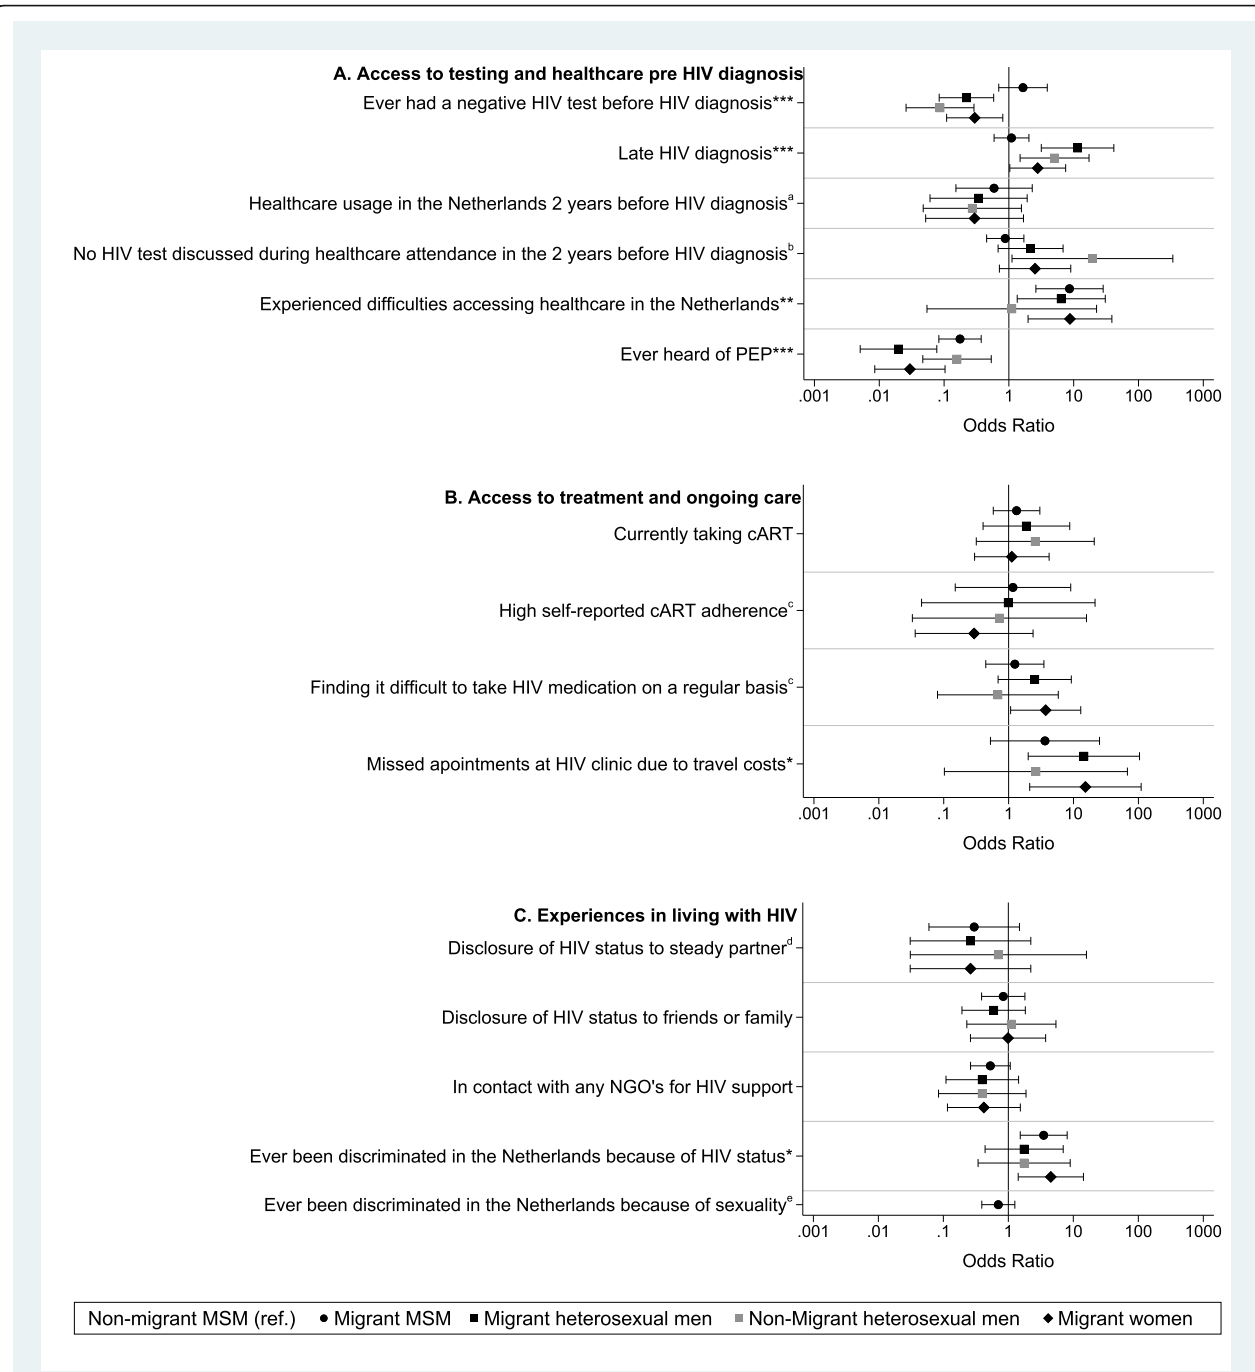 A. Access to testing and healthcare pre HIV diagnosis
Ever had a negative HIV test before HIV diagnosis***
Late HIV diagnosis***
Healthcare usage in the Netherlands 2 years before HIV diagnosisᵃ
No HIV test discussed during healthcare attendance in the 2 years before HIV diagnosisᵇ
Experienced difficulties accessing healthcare in the Netherlands**
Ever heard of PEP***
.001 .01 .1 1 10 100 1000
Odds Ratio
B. Access to treatment and ongoing care
Currently taking cART
High self-reported cART adherenceᶜ
Finding it difficult to take HIV medication on a regular basisᶜ
Missed apointments at HIV clinic due to travel costs*
.001 .01 .1 1 10 100 1000
Odds Ratio
C. Experiences in living with HIV
Disclosure of HIV status to steady partnerᵈ
Disclosure of HIV status to friends or family
In contact with any NGO's for HIV support
Ever been discriminated in the Netherlands because of HIV status*
Ever been discriminated in the Netherlands because of sexualityᵉ
.001 .01 .1 1 10 100 1000
Odds Ratio
Non-migrant MSM (ref.) Migrant MSM Migrant heterosexual men Non-Migrant heterosexual men Migrant women